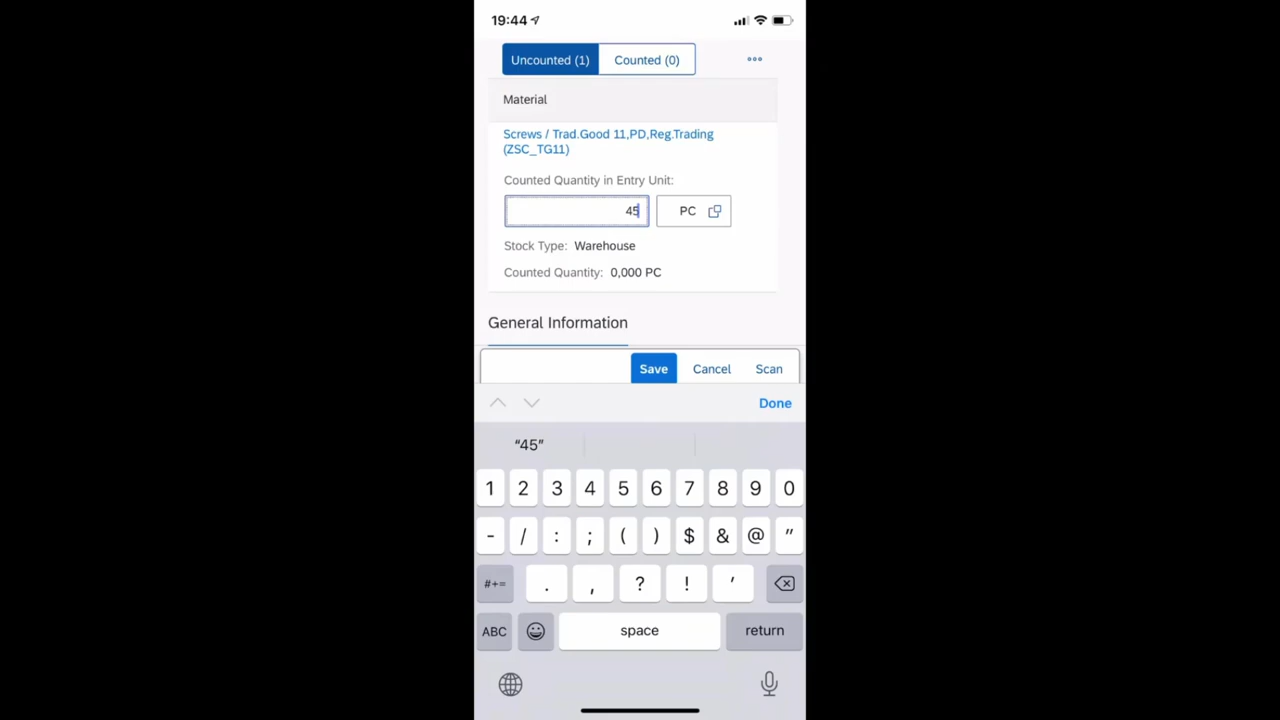 19:44
Uncounted (1) Counted (0)
Material
Screws / Trad.Good 11,PD,Reg.Trading
(ZSC_TG11)
Counted Quantity in Entry Unit:
45 PC
Stock Type: Warehouse
Counted Quantity: 0,000 PC
General Information
Save Cancel Scan
Done
“45”
1 2 3 4 5 6 7 8 9 0
- / : ; ( ) $ & @ ”
#+= . , ? ! ’
ABC space return